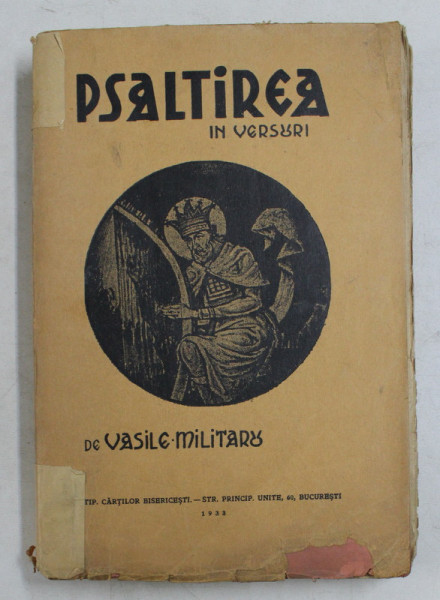 PSALTIREA
IN VERSURI
DE VASILE·MILITARU
TIP. CĂRȚILOR BISERICEȘTI.—STR. PRINCIP. UNITE, 60, BUCUREȘTI
1933